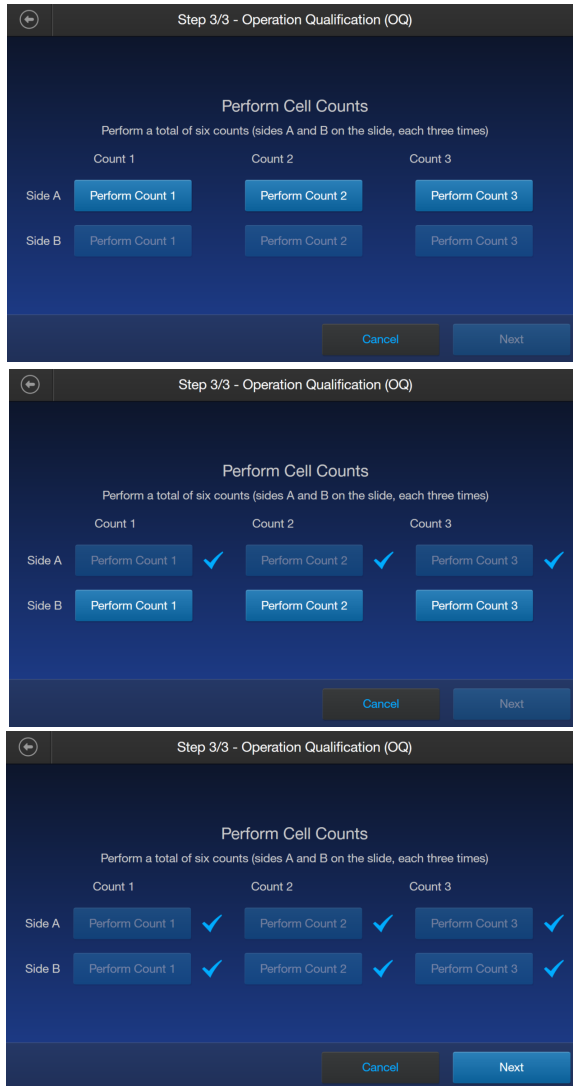 Step 3/3 - Operation Qualification (OQ)
Perform Cell Counts
Perform a total of six counts (sides A and B on the slide, each three times)
Count 1 Count 2 Count 3
Side A Perform Count 1 Perform Count 2 Perform Count 3
Side B Perform Count 1 Perform Count 2 Perform Count 3
Cancel Next
Step 3/3 - Operation Qualification (OQ)
Perform Cell Counts
Perform a total of six counts (sides A and B on the slide, each three times)
Count 1 Count 2 Count 3
Side A Perform Count 1 Perform Count 2 Perform Count 3
Side B Perform Count 1 Perform Count 2 Perform Count 3
Cancel Next
Step 3/3 - Operation Qualification (OQ)
Perform Cell Counts
Perform a total of six counts (sides A and B on the slide, each three times)
Count 1 Count 2 Count 3
Side A Perform Count 1 Perform Count 2 Perform Count 3
Side B Perform Count 1 Perform Count 2 Perform Count 3
Cancel Next